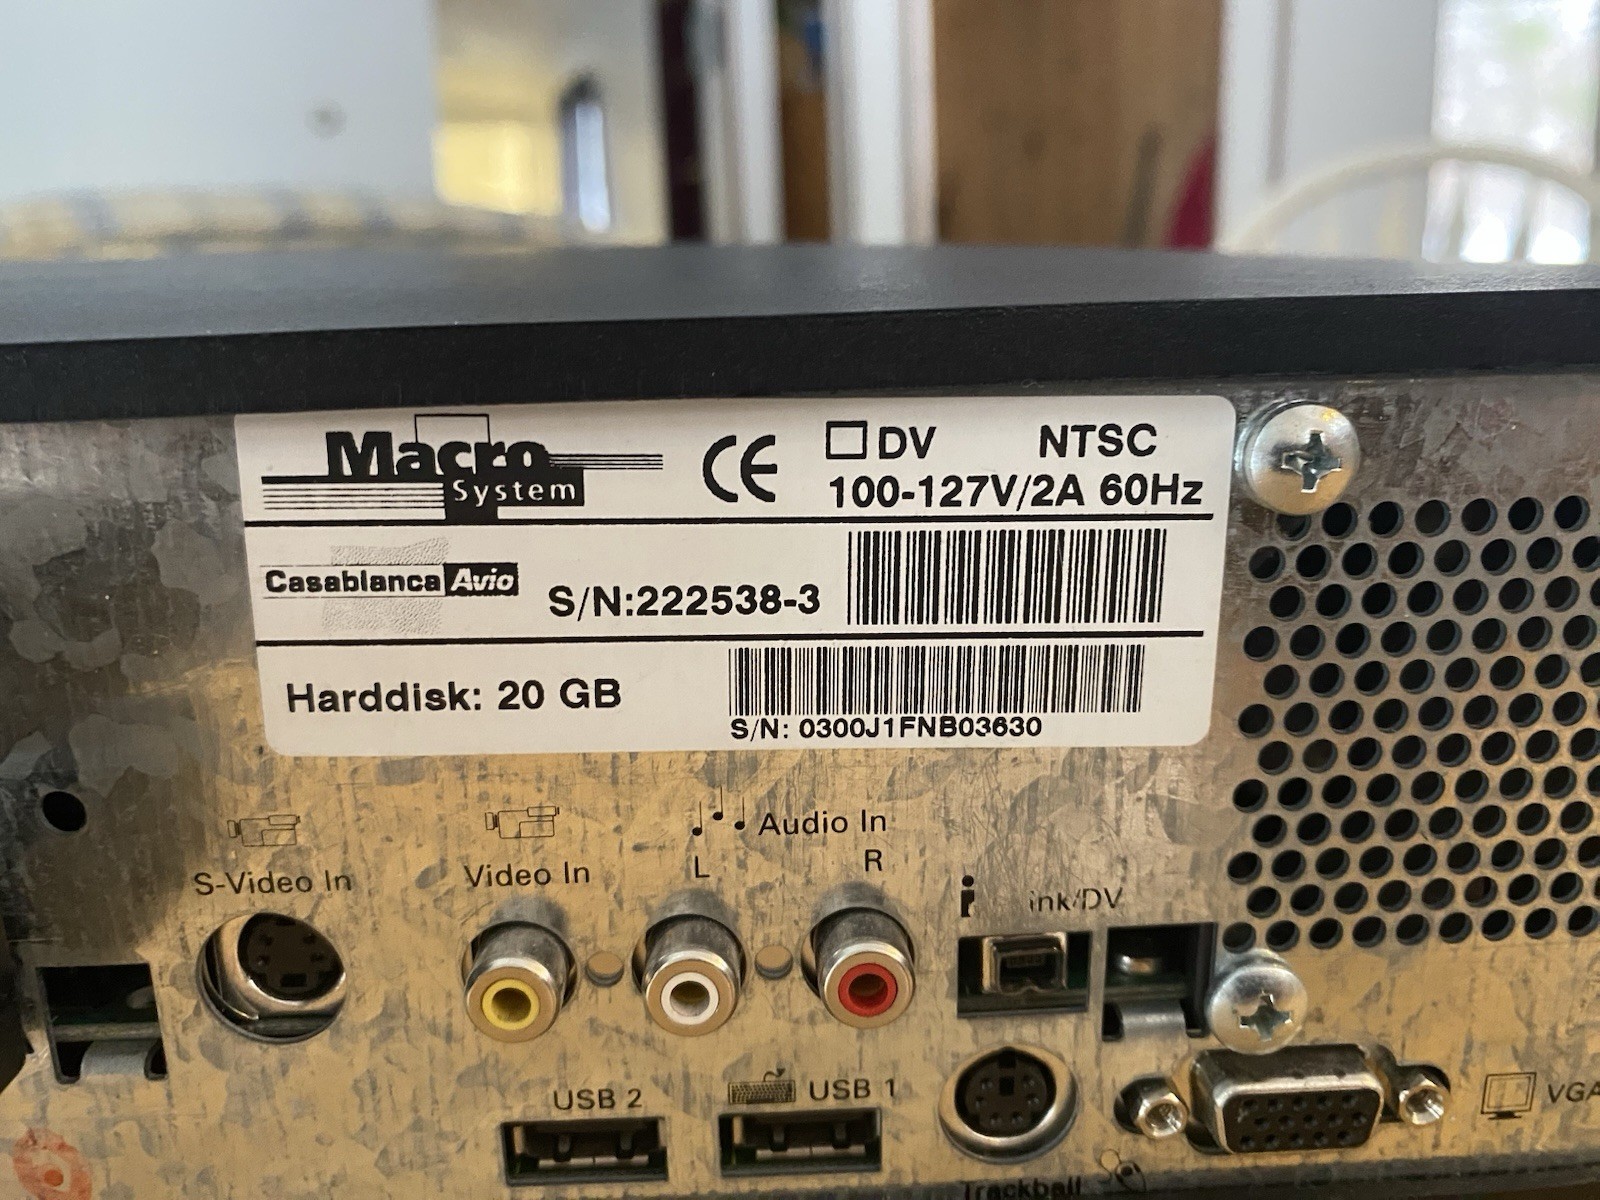 Macro
System
CE
DV NTSC
100-127V/2A 60Hz
Casablanca Avio
S/N:222538-3
Harddisk: 20 GB
S/N: 0300J1FNB03630
S-Video In
Video In
Audio In
L R
i ink/DV
USB 2
USB 1
Trackball
VGA